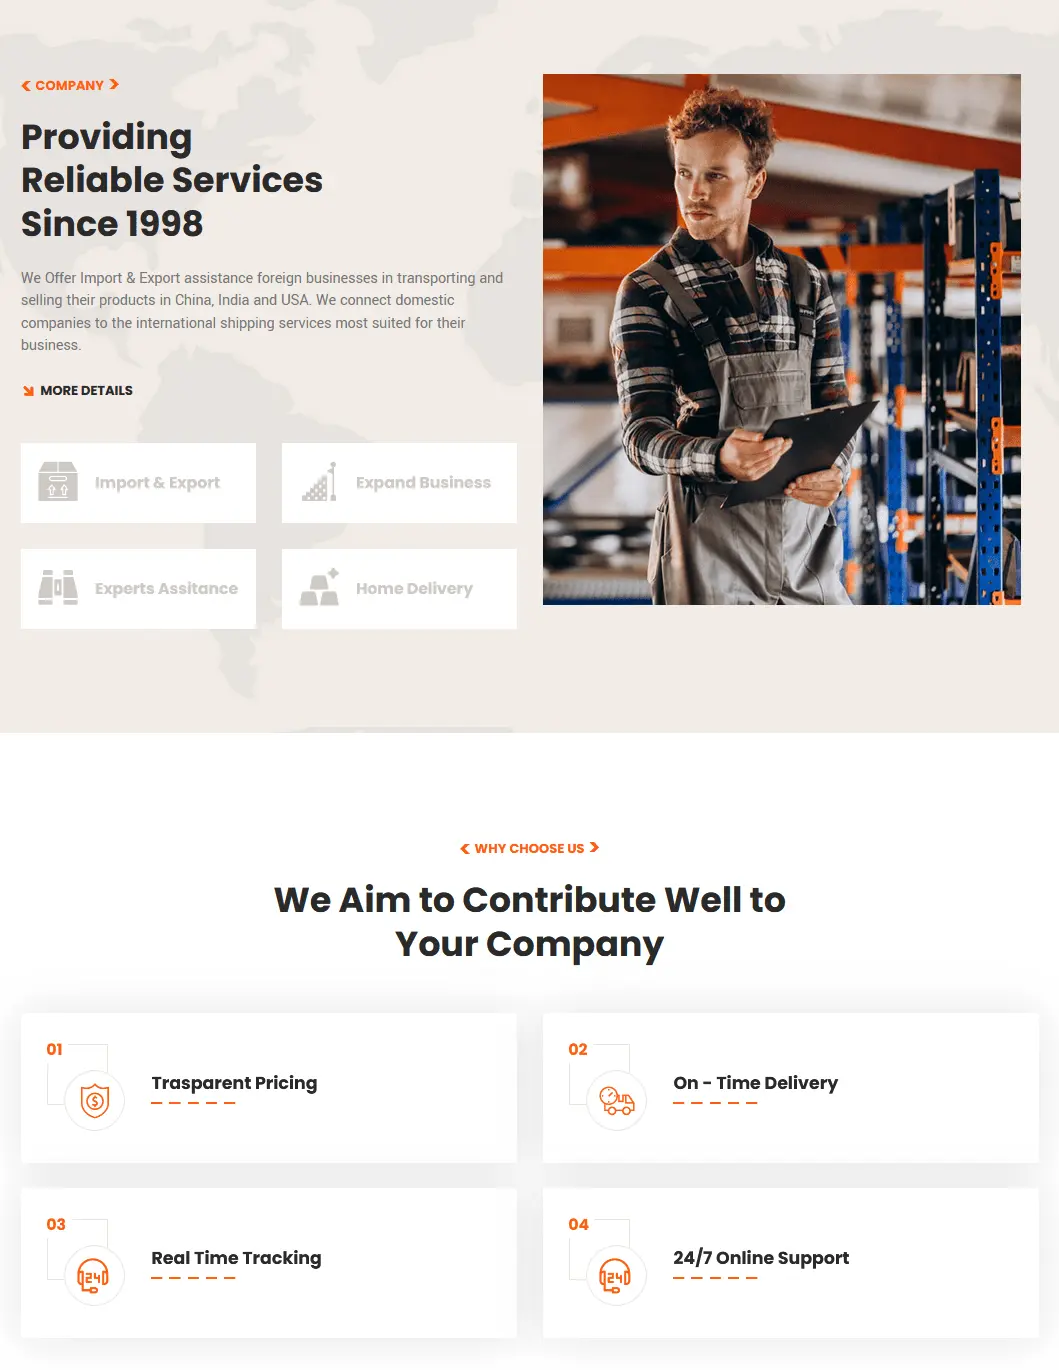 COMPANY
Providing
Reliable Services
Since 1998
We Offer Import & Export assistance foreign businesses in transporting and
selling their products in China, India and USA. We connect domestic
companies to the international shipping services most suited for their
business.
MORE DETAILS
Import & Export
Expand Business
Experts Assitance
Home Delivery
WHY CHOOSE US
We Aim to Contribute Well to
Your Company
01
Trasparent Pricing
02
On - Time Delivery
03
24
Real Time Tracking
04
24
24/7 Online Support